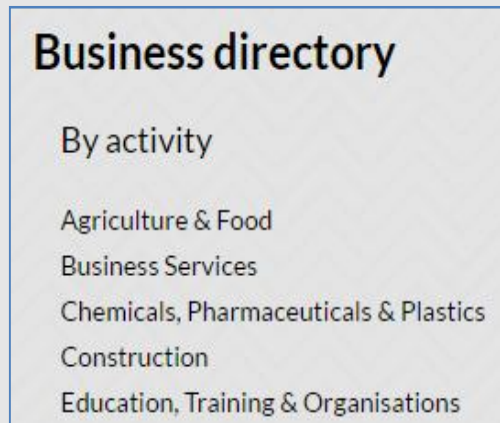 Business directory
By activity
Agriculture & Food
Business Services
Chemicals, Pharmaceuticals & Plastics
Construction
Education, Training & Organisations